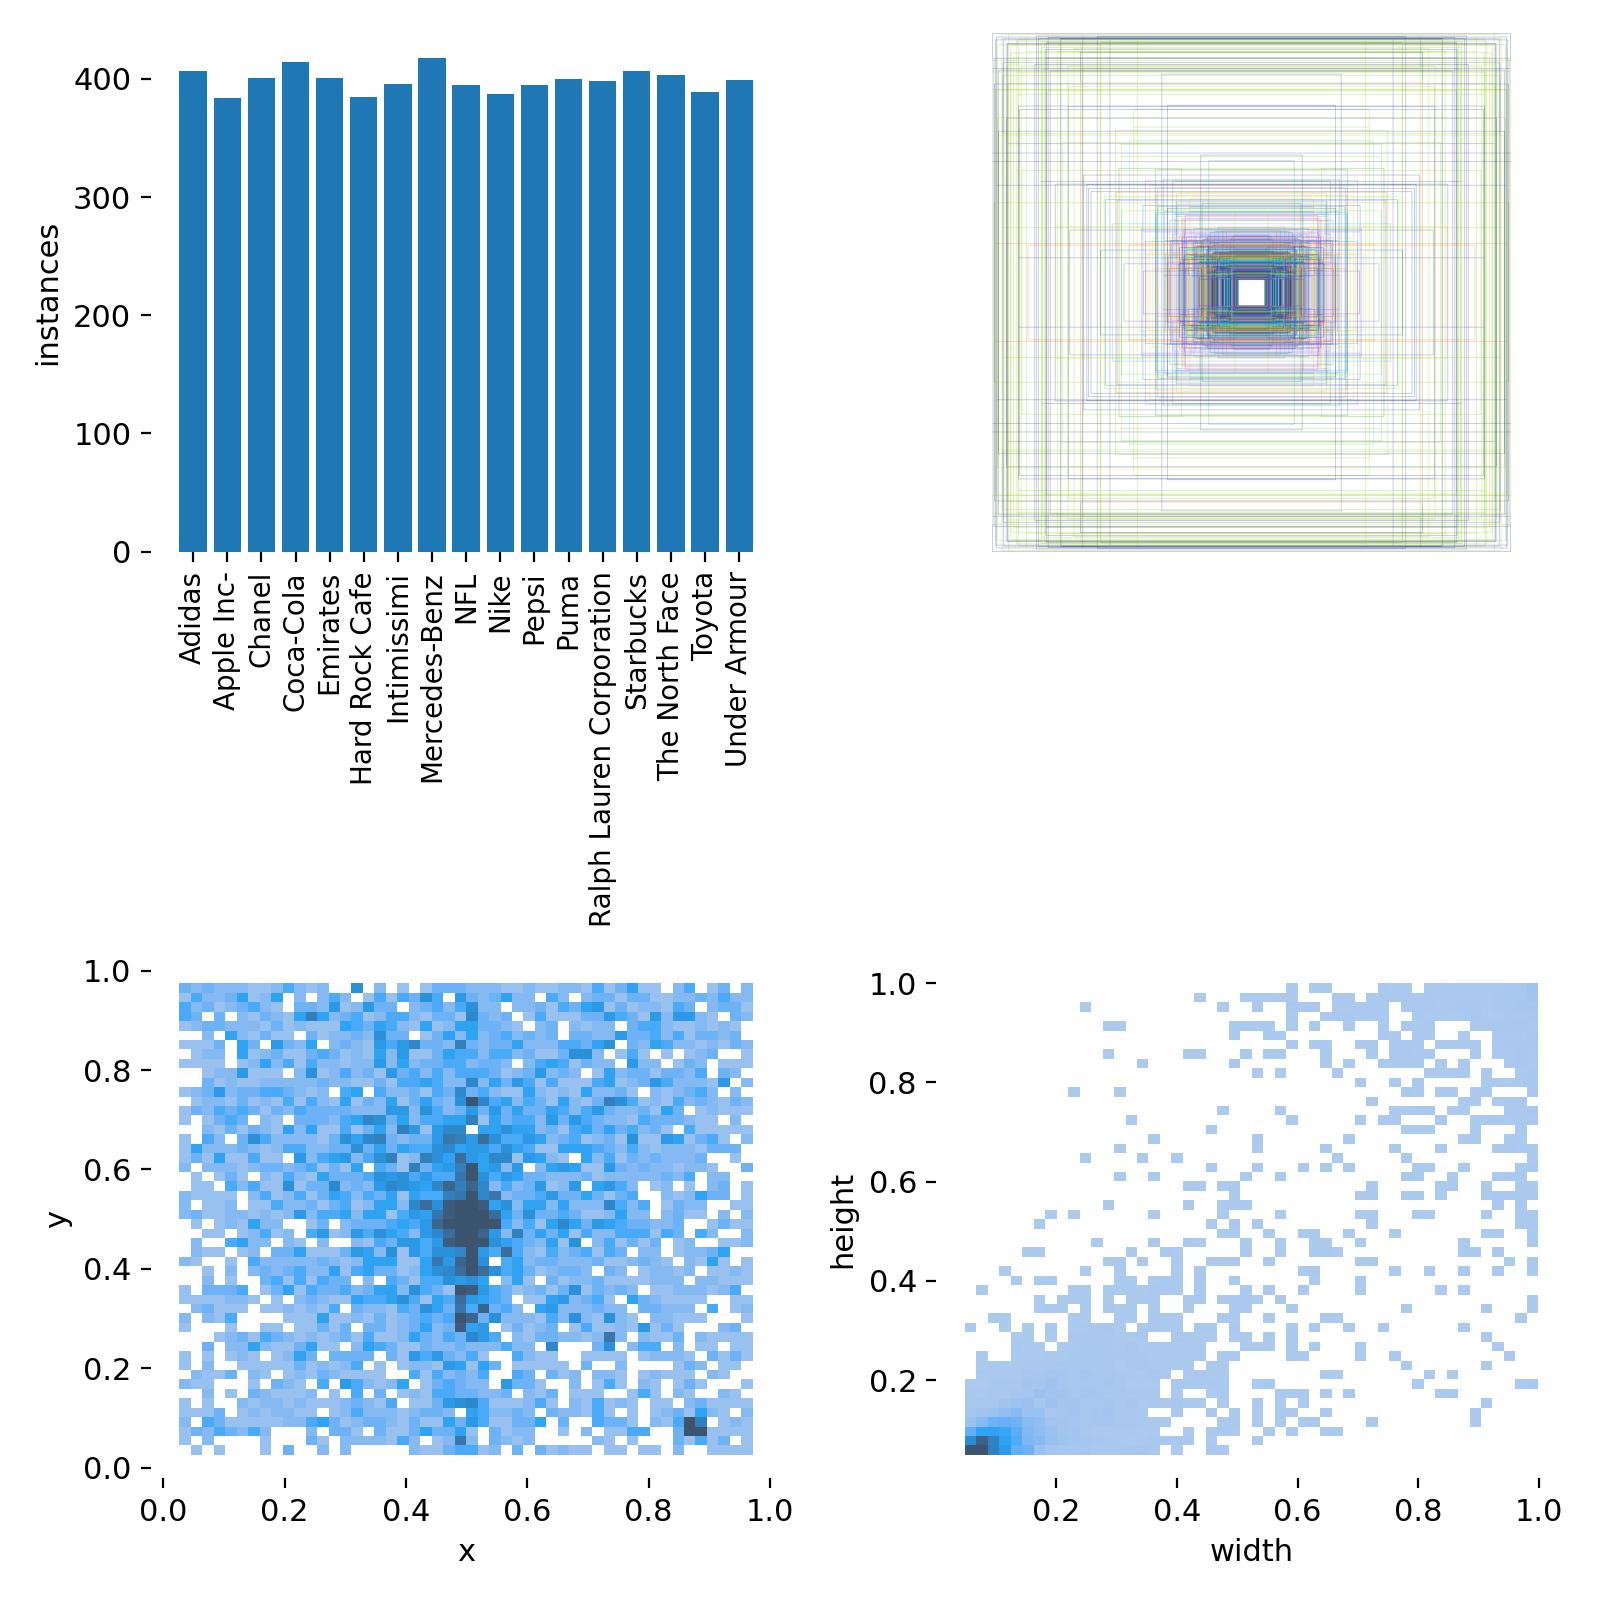 instances
400
300
200
100
0
Adidas
Apple Inc-
Chanel
Coca-Cola
Emirates
Hard Rock Cafe
Intimissimi
Mercedes-Benz
NFL
Nike
Pepsi
Puma
Ralph Lauren Corporation
Starbucks
The North Face
Toyota
Under Armour
y
1.0
0.8
0.6
0.4
0.2
0.0
0.0 0.2 0.4 0.6 0.8 1.0
x
height
1.0
0.8
0.6
0.4
0.2
0.2 0.4 0.6 0.8 1.0
width